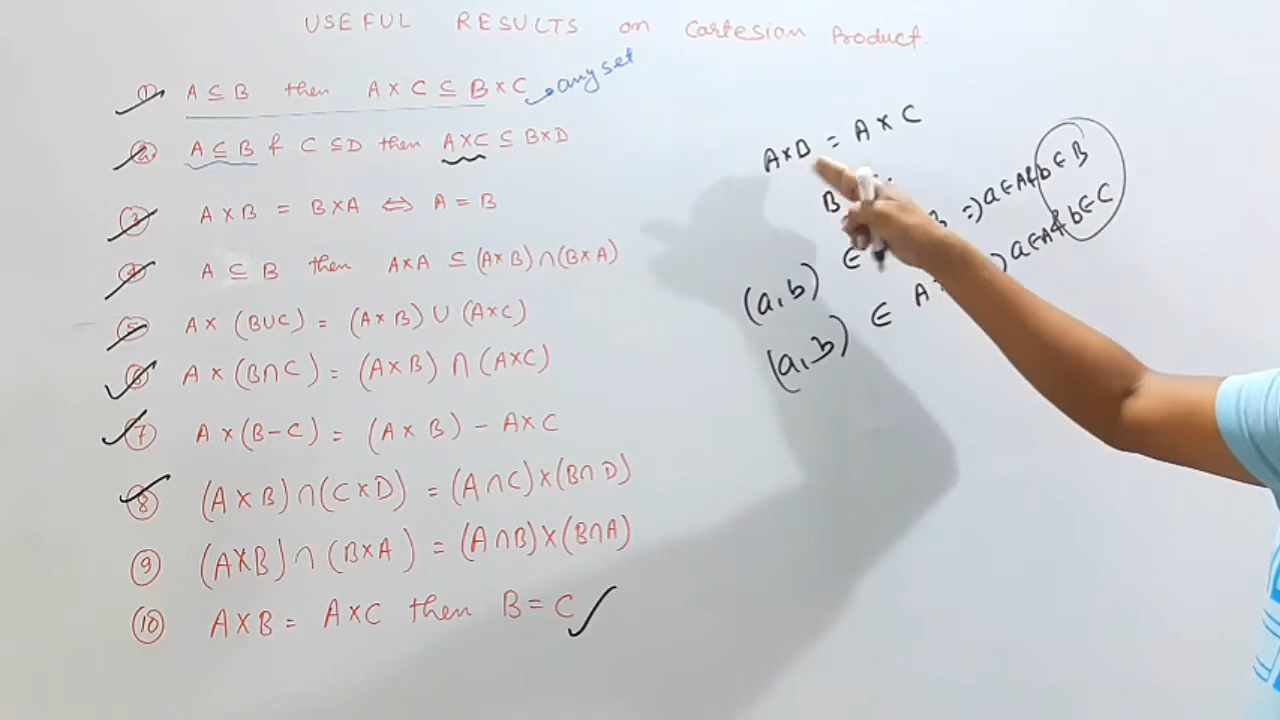 USEFUL RESULTS on Cartesian Product.
① A ⊆ B then A × C ⊆ B × C any set
② A ⊆ B & C ⊆ D then A×C ⊆ B×D
③ A × B = B × A ⇔ A = B
④ A ⊆ B then A×A ⊆ (A×B) ∩ (B×A)
⑤ A × (B∪C) = (A×B) ∪ (A×C)
⑥ A × (B∩C) = (A×B) ∩ (A×C)
⑦ A × (B-C) = (A × B) - A×C
⑧ (A × B) ∩ (C × D) = (A∩C) × (B∩D)
⑨ (A×B) ∩ (B×A) = (A∩B) × (B∩A)
⑩ A×B = A×C then B = C
A×B = A × C
B
(a,b) ∈ B ⇒ a∈A & b∈B
(a,b) ∈ A a∈A & b∈C